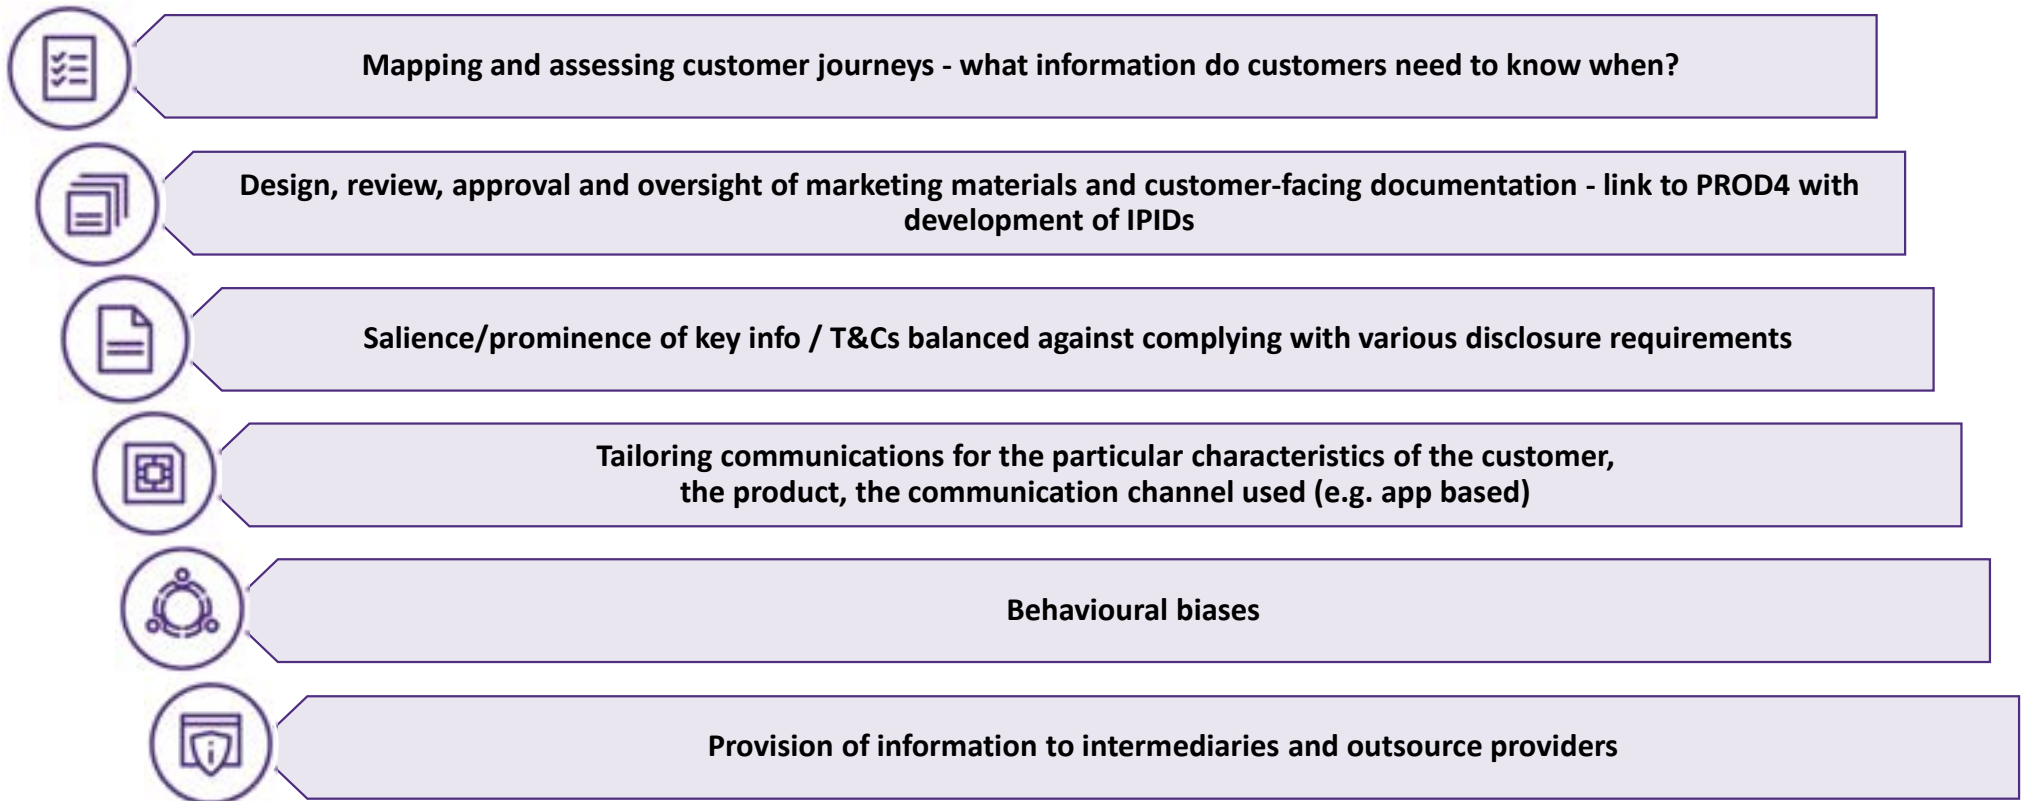 Mapping and assessing customer journeys - what information do customers need to know when?
Design, review, approval and oversight of marketing materials and customer-facing documentation - link to PROD4 with
development of IPIDs
Salience/prominence of key info / T&Cs balanced against complying with various disclosure requirements
Tailoring communications for the particular characteristics of the customer,
the product, the communication channel used (e.g. app based)
Behavioural biases
Provision of information to intermediaries and outsource providers